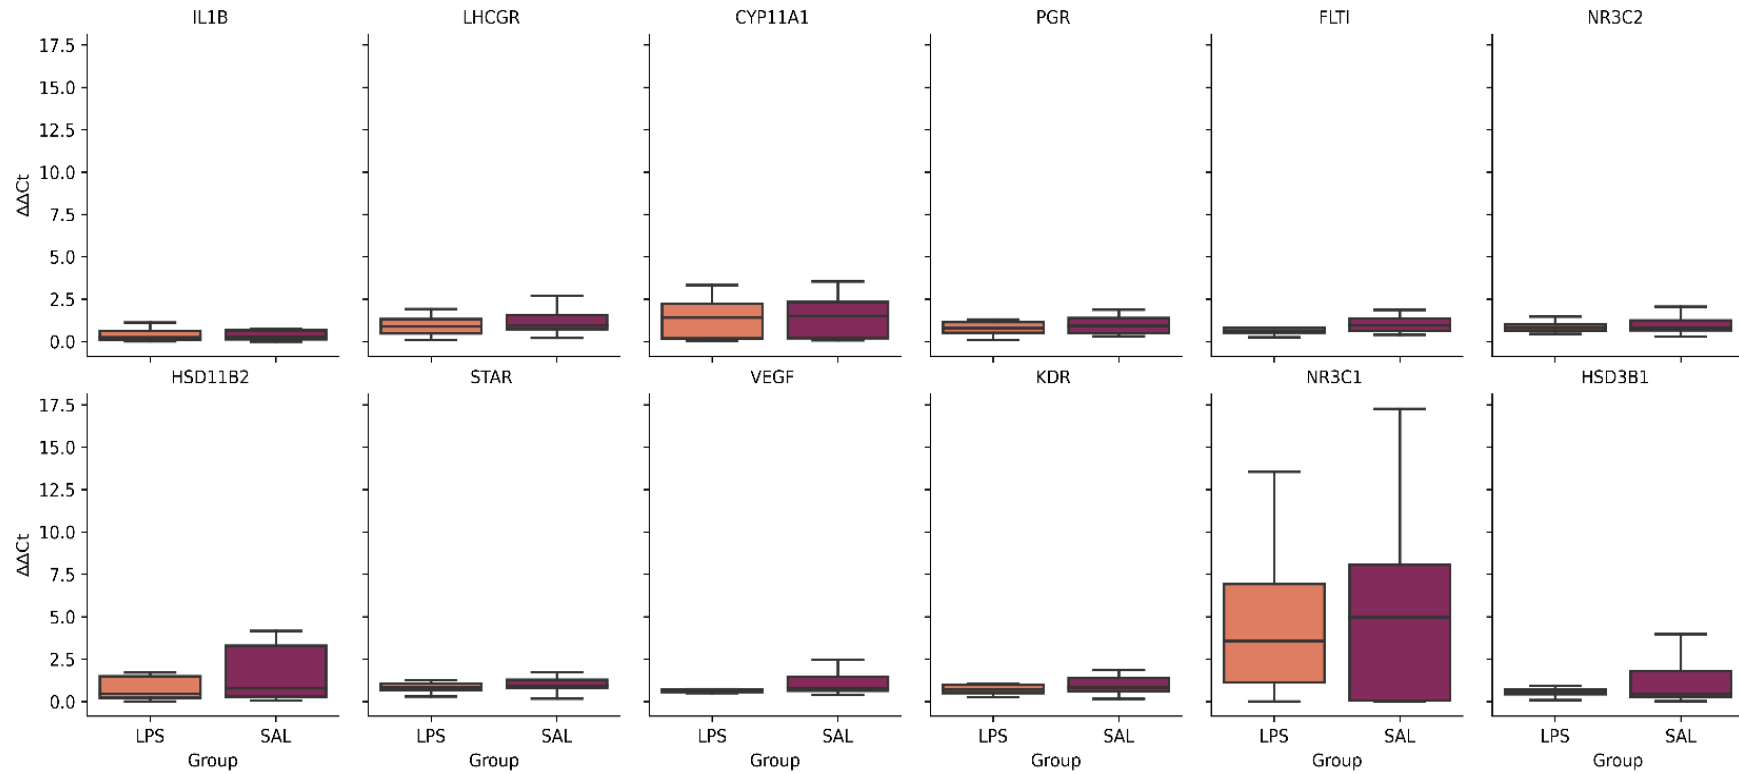 IL1B LHCGR CYP11A1 PGR FLTI NR3C2
17.5
15.0
12.5
10.0
7.5
5.0
2.5
0.0
ΔΔCt
HSD11B2 STAR VEGF KDR NR3C1 HSD3B1
17.5
15.0
12.5
10.0
7.5
5.0
2.5
0.0
ΔΔCt
LPS SAL LPS SAL LPS SAL LPS SAL LPS SAL LPS SAL
Group Group Group Group Group Group